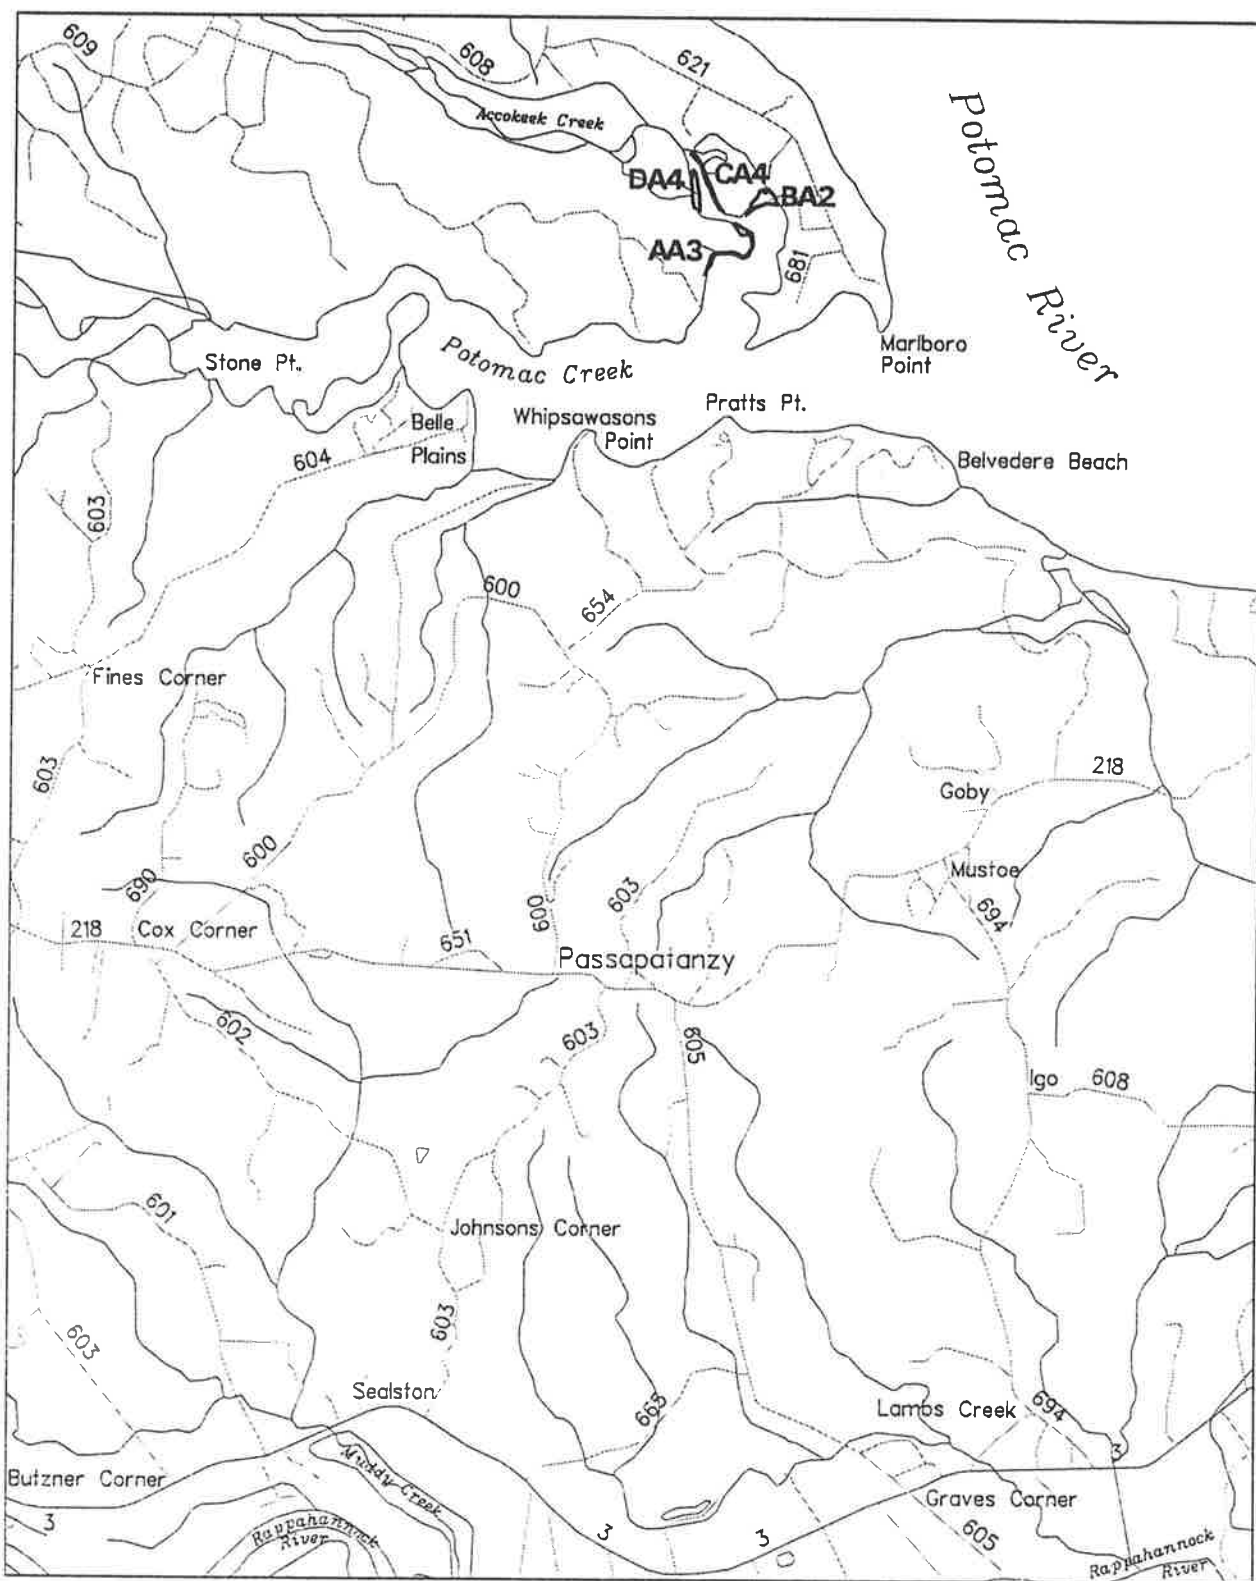 609
608
621
Potomac River
Accokeek Creek
DA4
CA4
BA2
AA3
681
Marlboro
Point
Stone Pt.
Potomac Creek
Belle
Plains
Whipsawasons
Point
Pratts Pt.
Belvedere Beach
604
603
600
654
Fines Corner
603
218
Goby
600
690
603
609
Mustoe
694
218
Cox Corner
651
Passapatanzy
602
603
605
Igo
608
601
Johnsons Corner
603
603
Sealston
665
Lambs Creek
694
3
Butzner Corner
Muddy Creek
Graves Corner
3
Rappahannock
River
3
3
605
Rappahannock
River